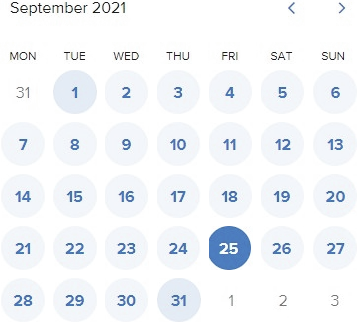 September 2021
MON TUE WED THU FRI SAT SUN
31 1 2 3 4 5 6
7 8 9 10 11 12 13
14 15 16 17 18 19 20
21 22 23 24 25 26 27
28 29 30 31 1 2 3